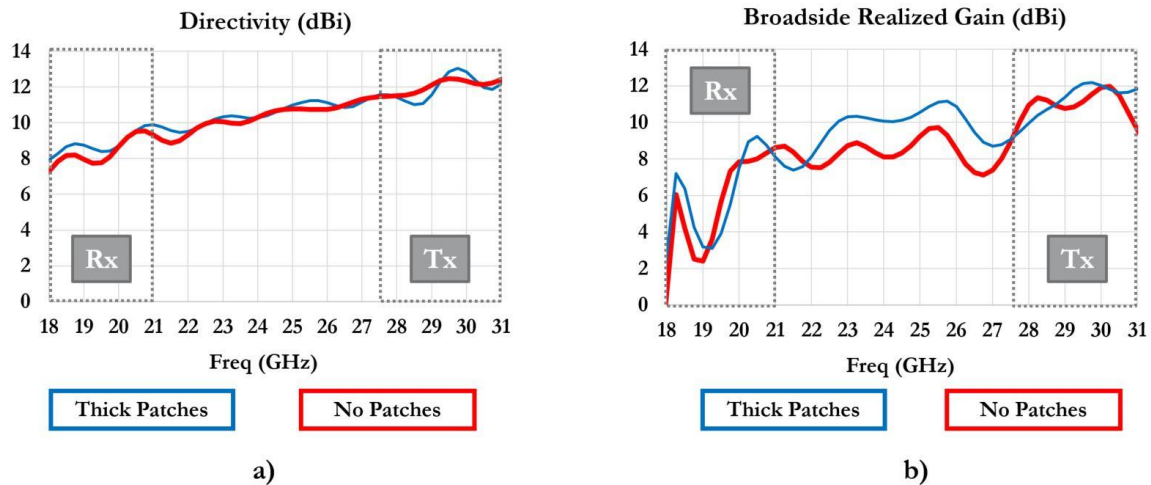 Directivity (dBi)
14
12
10
8
6
4
2
0
Rx
Tx
18 19 20 21 22 23 24 25 26 27 28 29 30 31
Freq (GHz)
Thick Patches
No Patches
a)
Broadside Realized Gain (dBi)
14
12
10
8
6
4
2
0
Rx
Tx
18 19 20 21 22 23 24 25 26 27 28 29 30 31
Freq (GHz)
Thick Patches
No Patches
b)